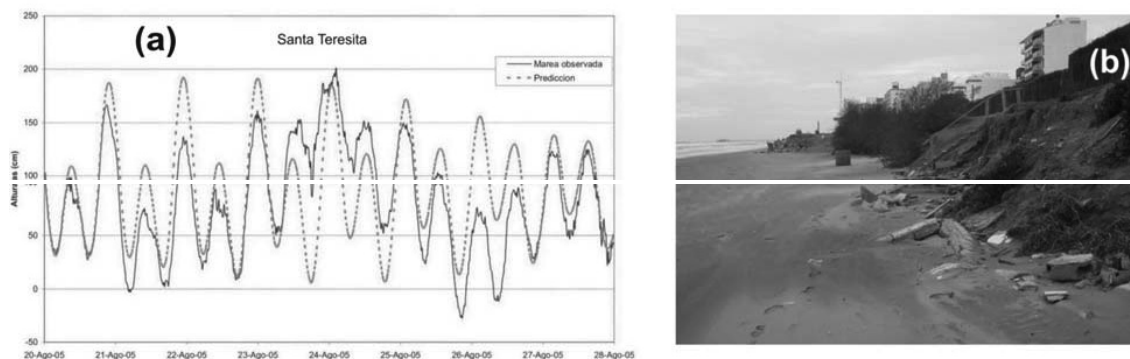 (a)
Santa Teresita
Marea observada
Prediccion
Alturas (cm)
250
200
150
100
50
0
-50
20-Ago-05
21-Ago-05
22-Ago-05
23-Ago-05
24-Ago-05
25-Ago-05
26-Ago-05
27-Ago-05
28-Ago-05
(b)